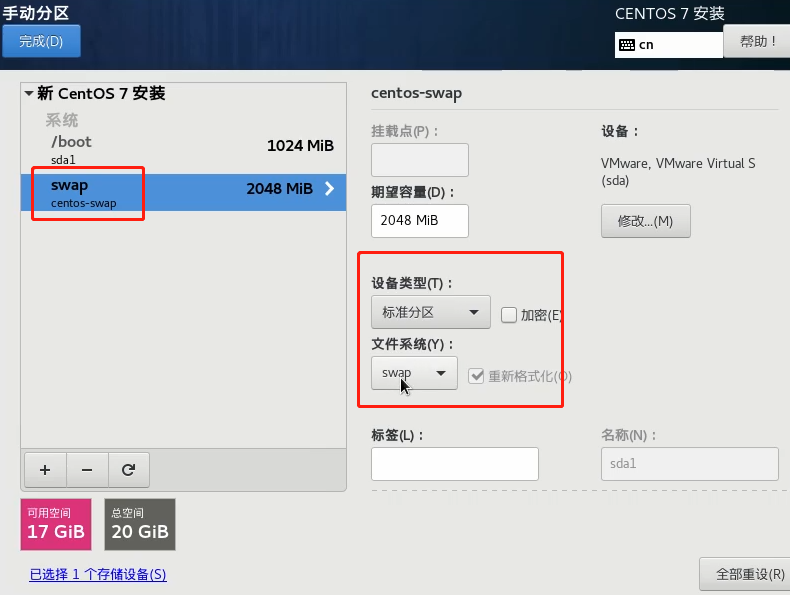 手动分区
CENTOS 7 安装
完成(D)
cn
帮助！
新 CentOS 7 安装
系统
/boot
1024 MiB
sda1
swap
2048 MiB
centos-swap
centos-swap
挂载点(P)：
设备：
VMware, VMware Virtual S
(sda)
期望容量(D)：
2048 MiB
修改...(M)
设备类型(T)：
标准分区
加密(E)
文件系统(Y)：
swap
重新格式化(O)
标签(L)：
名称(N)：
sda1
+
−
可用空间
17 GiB
总空间
20 GiB
已选择 1 个存储设备(S)
全部重设(R)